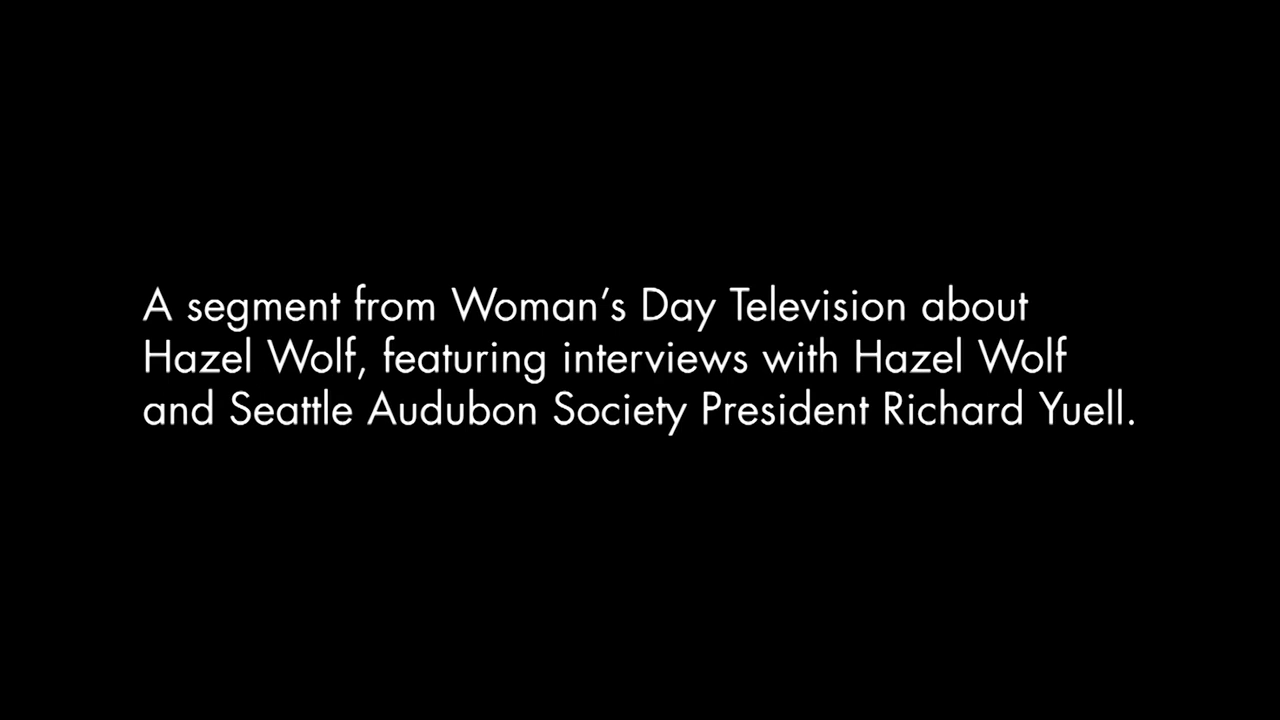 A segment from Woman’s Day Television about
Hazel Wolf, featuring interviews with Hazel Wolf
and Seattle Audubon Society President Richard Yuell.